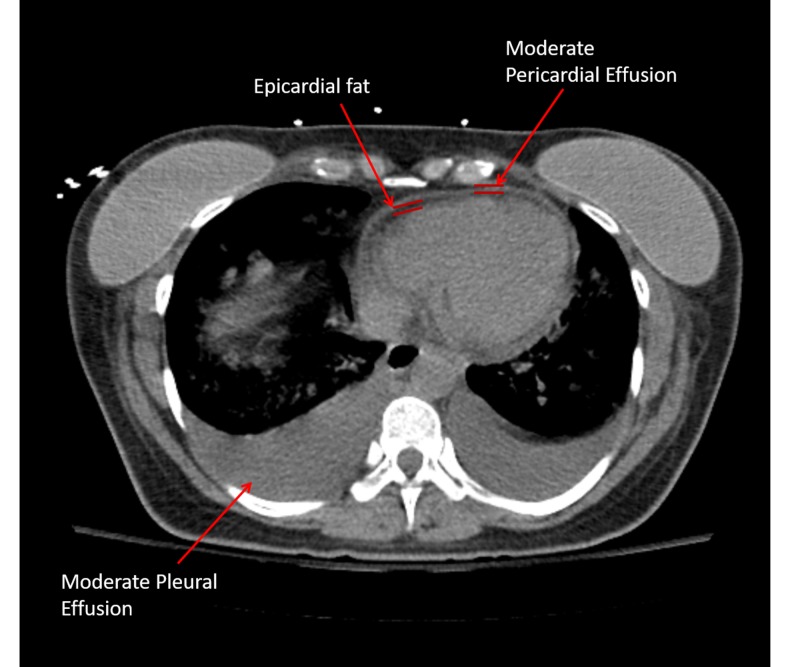 Moderate
Pericardial Effusion
Epicardial fat
Moderate Pleural
Effusion